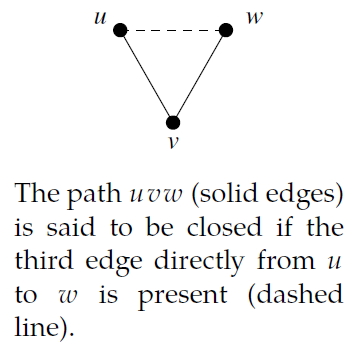 u w
v
The path uvw (solid edges)
is said to be closed if the
third edge directly from u
to w is present (dashed
line).